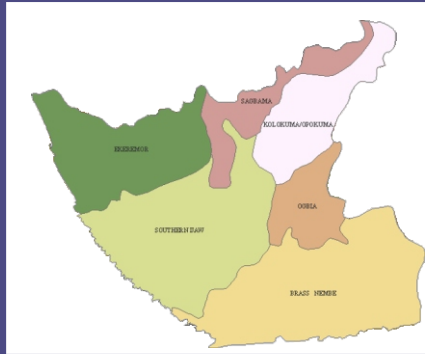 SAGBAMA
KOLOKUMA/OPOKUMA
EKEREMOR
OGBIA
SOUTHERN IJAW
BRASS NEMBE